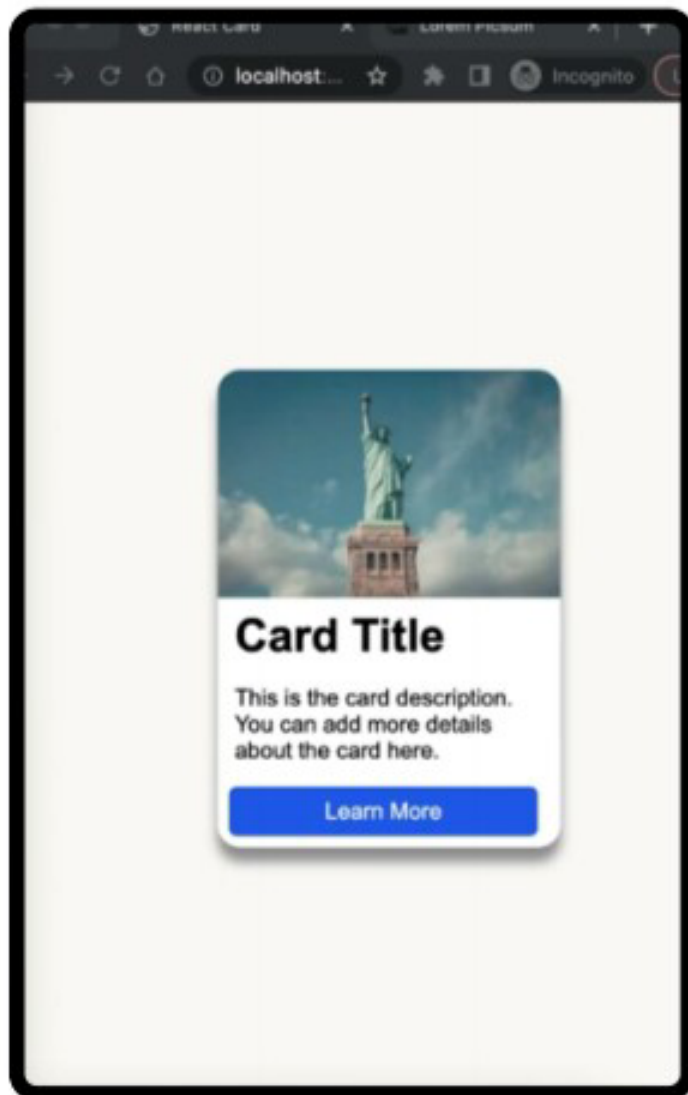 React Card
Lorem Picsum
localhost:...
Incognito
Card Title
This is the card description.
You can add more details
about the card here.
Learn More